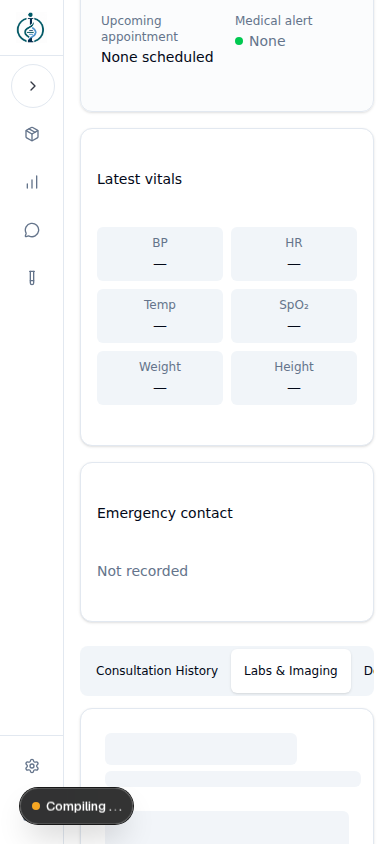 Upcoming
appointment
None scheduled
Medical alert
None
Latest vitals
BP
—
HR
—
Temp
—
SpO₂
—
Weight
—
Height
—
Emergency contact
Not recorded
Consultation History
Labs & Imaging
Compiling ...